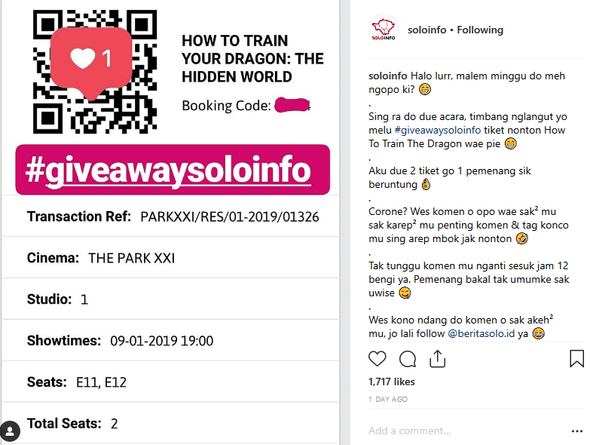 1
HOW TO TRAIN
YOUR DRAGON: THE
HIDDEN WORLD
Booking Code:
#giveawaysoloinfo
Transaction Ref: PARKXXI/RES/01-2019/01326
Cinema: THE PARK XXI
Studio: 1
Showtimes: 09-01-2019 19:00
Seats: E11, E12
Total Seats: 2
SOLOINFO
soloinfo • Following
soloinfo Halo lurr, malem minggu do meh
ngopo ki? 😁
.
Sing ra do due acara, timbang nglangut yo
melu #giveawaysoloinfo tiket nonton How
To Train The Dragon wae pie 😁
.
Aku due 2 tiket go 1 pemenang sik
beruntung 👌
.
Corone? Wes komen o opo wae sak² mu
sak karep² mu penting komen & tag konco
mu sing arep mbok jak nonton 🤣
.
Tak tunggu komen mu nganti sesuk jam 12
bengi ya. Pemenang bakal tak umumke sak
uwise 😋
.
Wes kono ndang do komen o sak akeh²
mu, jo lali follow @beritasolo.id ya 😂
1,717 likes
1 DAY AGO
Add a comment...